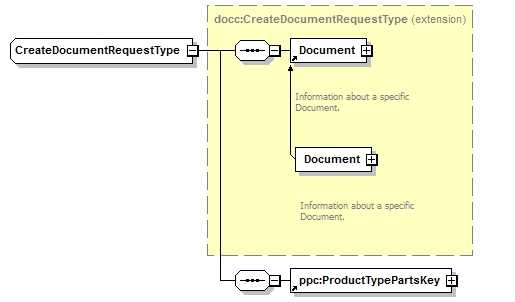 docc:CreateDocumentRequestType (extension)
CreateDocumentRequestType
Document
Information about a specific
Document.
Document
Information about a specific
Document.
ppc:ProductTypePartsKey